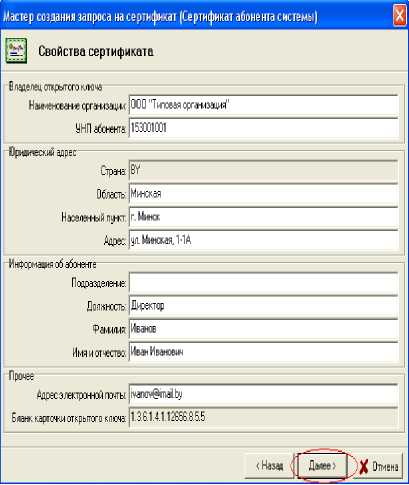 Мастер создания запроса на сертификат (Сертификат абонента системы)
Свойства сертификата
Владелец открытого ключа
Наименование организации: ООО "Типовая организация"
УНП абонента: 153001001
Юридический адрес
Страна: BY
Область: Минская
Населенный пункт: г. Минск
Адрес: ул. Минская, 1-1А
Информация об абоненте
Подразделение:
Должность: Директор
Фамилия: Иванов
Имя и отчество: Иван Иванович
Прочее
Адрес электронной почты: ivanov@mail.by
Бланк карточки открытого ключа: 1.3.6.1.4.1.12656.8.5.5
< Назад Далее > Отмена